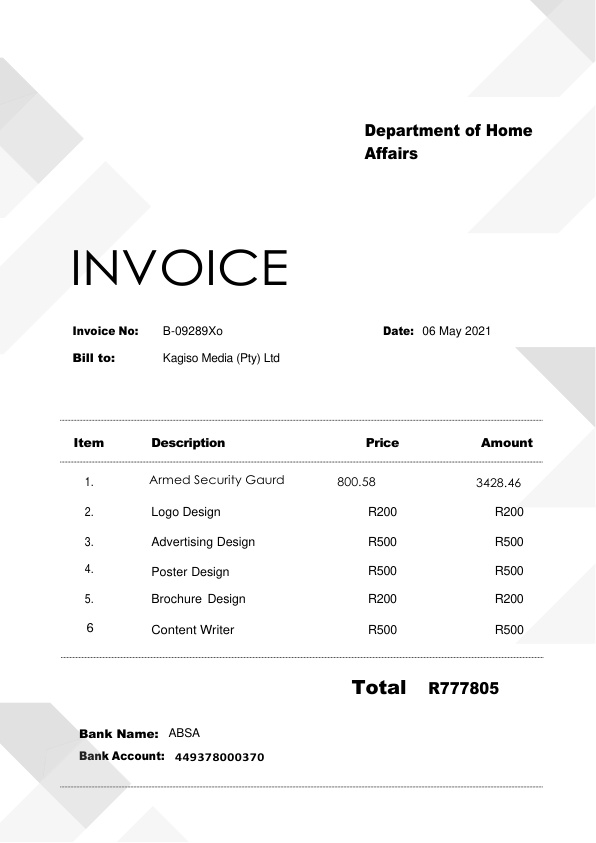 Department of Home
Affairs
INVOICE
Invoice No: B-09289Xo Date: 06 May 2021
Bill to: Kagiso Media (Pty) Ltd
Item Description Price Amount
1. Armed Security Gaurd 800.58 3428.46
2. Logo Design R200 R200
3. Advertising Design R500 R500
4. Poster Design R500 R500
5. Brochure Design R200 R200
6 Content Writer R500 R500
Total R777805
Bank Name: ABSA
Bank Account: 449378000370